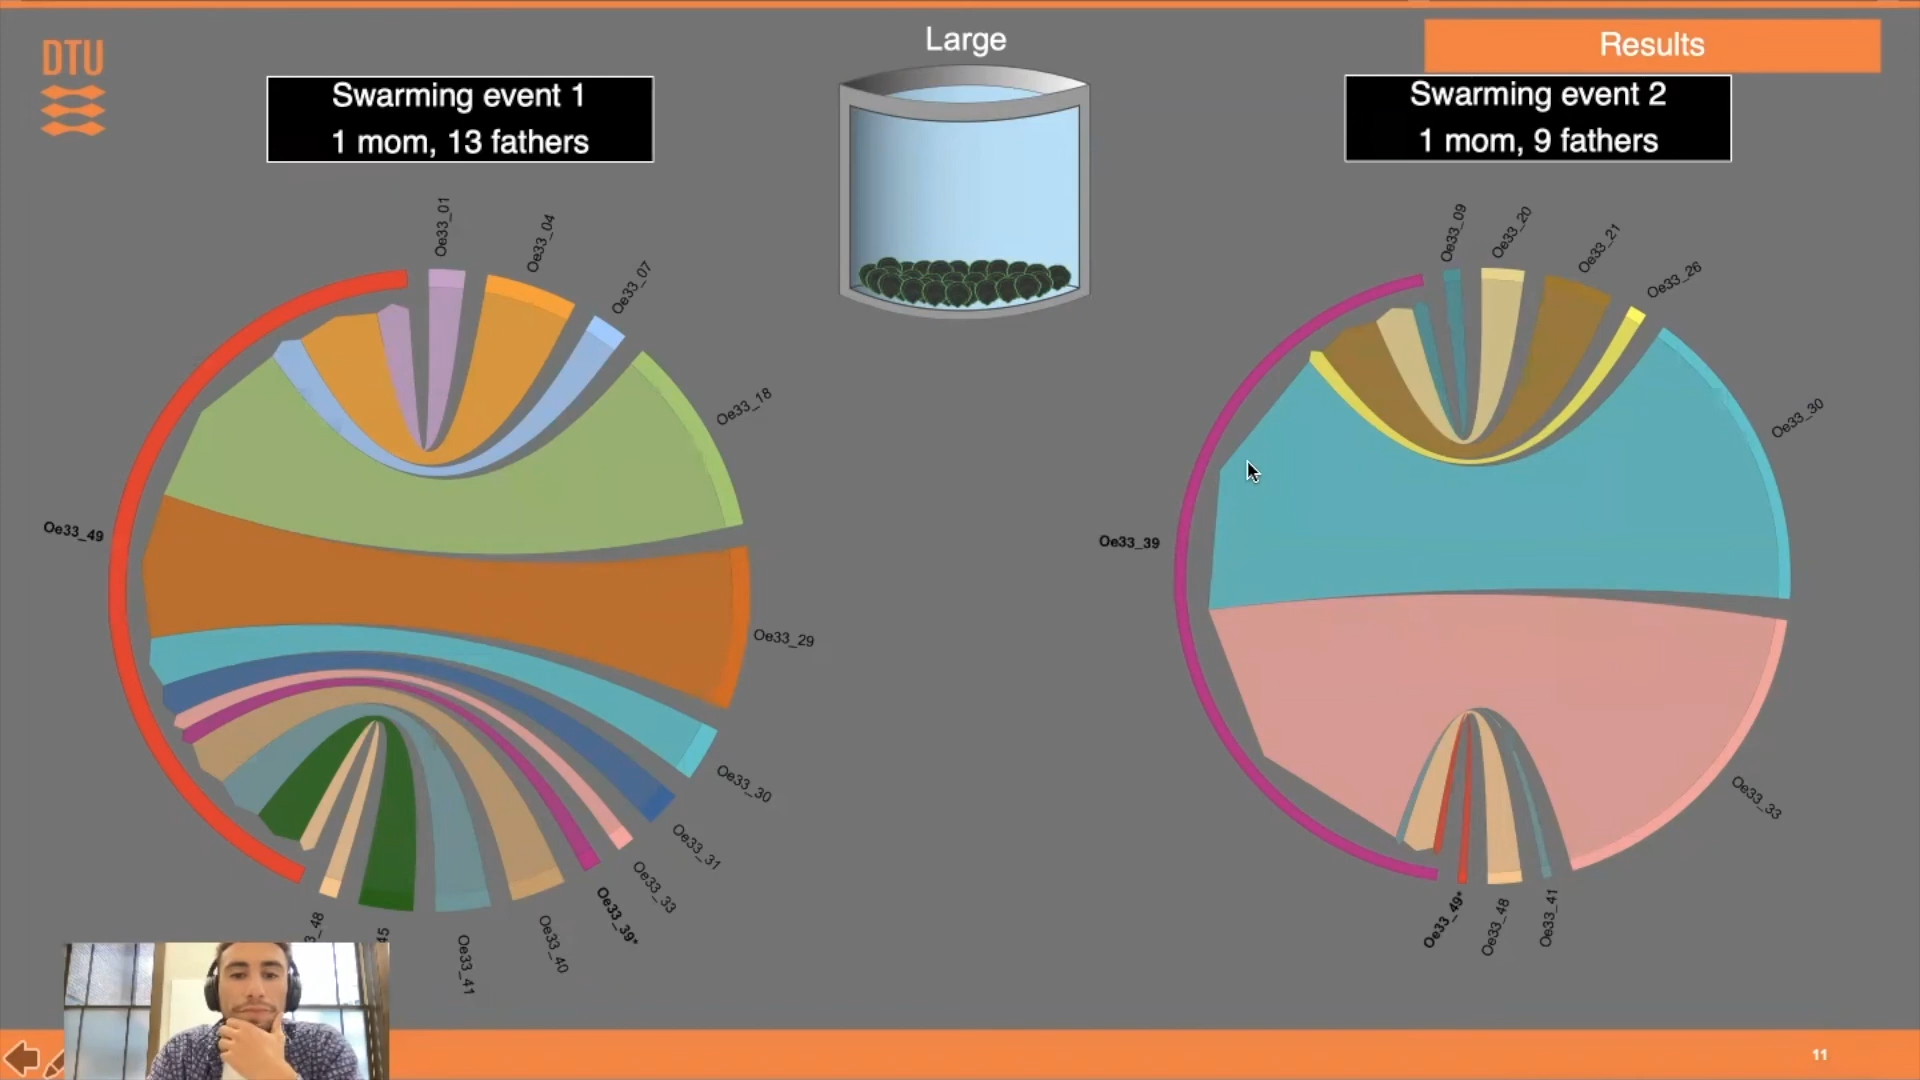 DTU
Large
Results
Swarming event 1
1 mom, 13 fathers
Swarming event 2
1 mom, 9 fathers
Oe33_01
Oe33_04
Oe33_07
Oe33_18
Oe33_49
Oe33_29
Oe33_30
Oe33_31
Oe33_33
Oe33_39*
Oe33_40
Oe33_41
45
3_48
Oe33_09
Oe33_20
Oe33_21
Oe33_26
Oe33_30
Oe33_39
Oe33_33
Oe33_41
Oe33_48
Oe33_49*
11